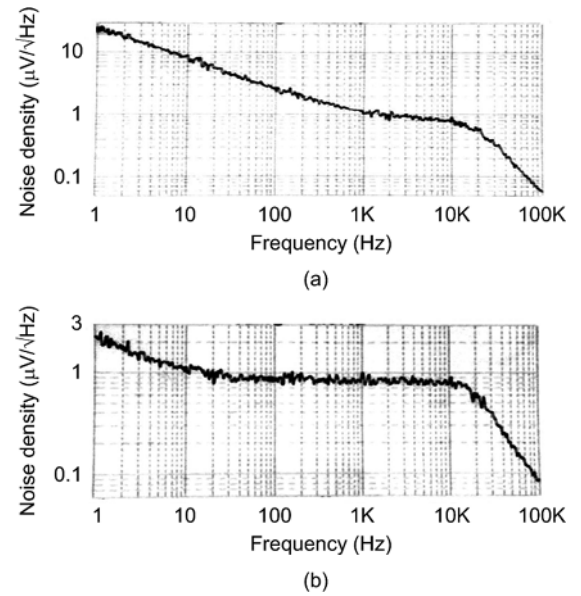 Noise density (μV/√Hz)
10
1
0.1
1 10 100 1K 10K 100K
Frequency (Hz)
(a)
Noise density (μV/√Hz)
3
1
0.1
1 10 100 1K 10K 100K
Frequency (Hz)
(b)